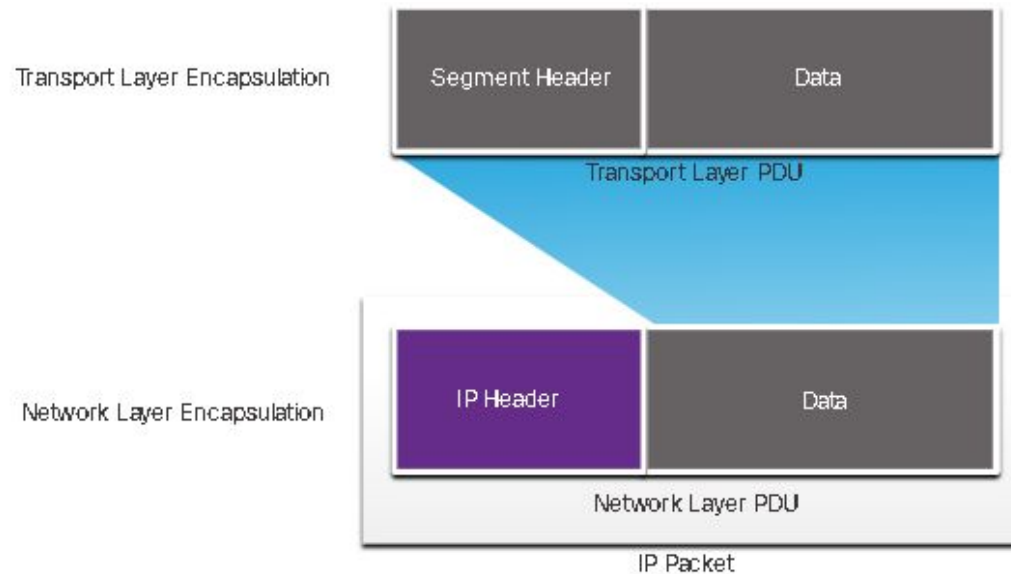 Transport Layer Encapsulation
Segment Header
Data
Transport Layer PDU
Network Layer Encapsulation
IP Header
Data
Network Layer PDU
IP Packet